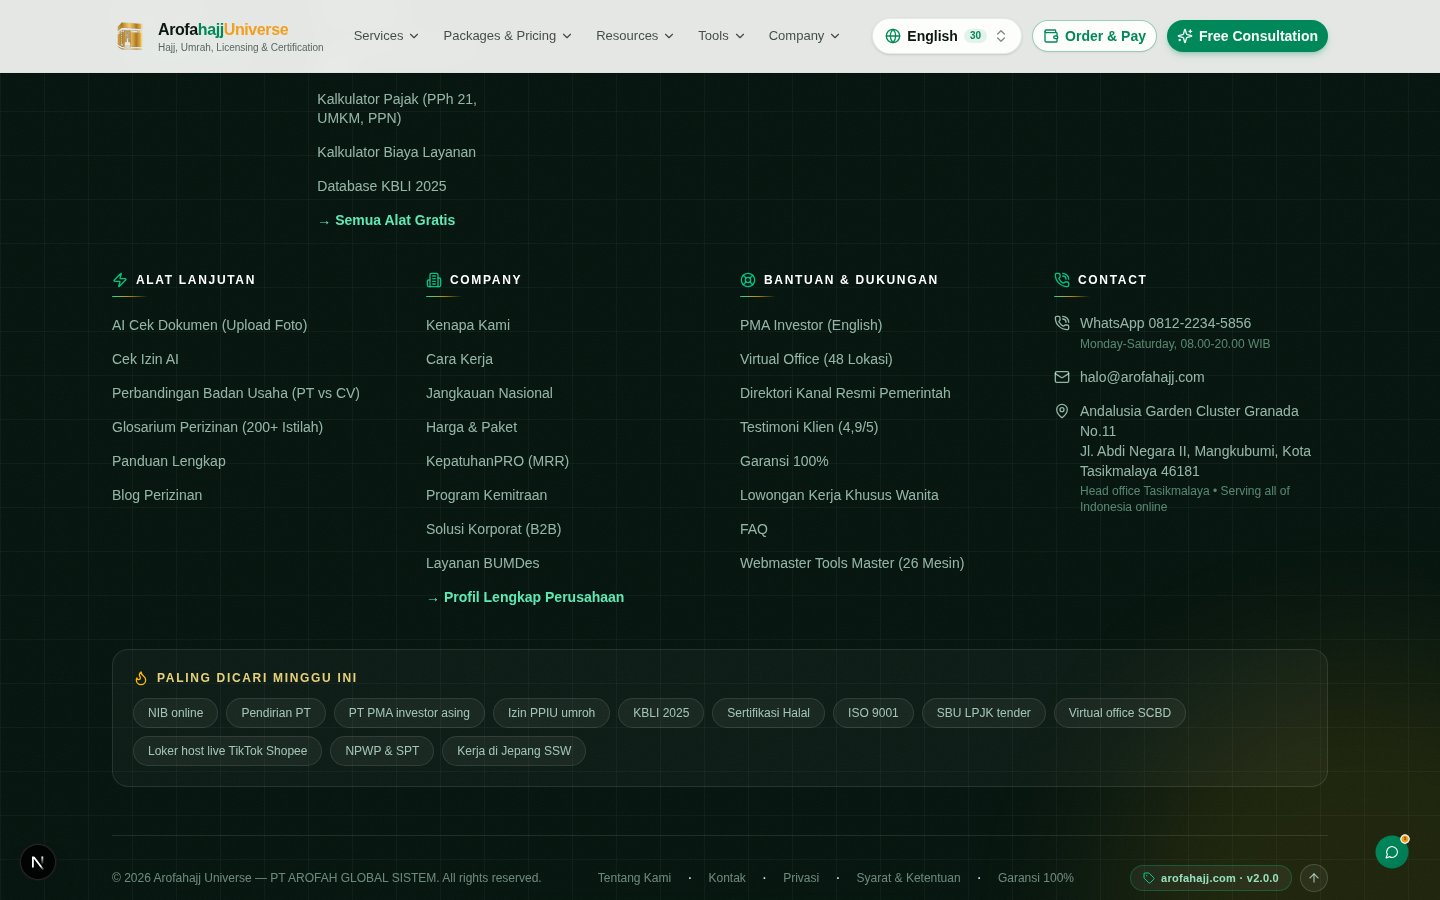 ArofahajjUniverse
Hajj, Umrah, Licensing & Certification
Services
Packages & Pricing
Resources
Tools
Company
English 30
Order & Pay
Free Consultation
Kalkulator Pajak (PPh 21,
UMKM, PPN)
Kalkulator Biaya Layanan
Database KBLI 2025
→ Semua Alat Gratis
ALAT LANJUTAN
AI Cek Dokumen (Upload Foto)
Cek Izin AI
Perbandingan Badan Usaha (PT vs CV)
Glosarium Perizinan (200+ Istilah)
Panduan Lengkap
Blog Perizinan
COMPANY
Kenapa Kami
Cara Kerja
Jangkauan Nasional
Harga & Paket
KepatuhanPRO (MRR)
Program Kemitraan
Solusi Korporat (B2B)
Layanan BUMDes
→ Profil Lengkap Perusahaan
BANTUAN & DUKUNGAN
PMA Investor (English)
Virtual Office (48 Lokasi)
Direktori Kanal Resmi Pemerintah
Testimoni Klien (4,9/5)
Garansi 100%
Lowongan Kerja Khusus Wanita
FAQ
Webmaster Tools Master (26 Mesin)
CONTACT
WhatsApp 0812-2234-5856
Monday-Saturday, 08.00-20.00 WIB
halo@arofahajj.com
Andalusia Garden Cluster Granada
No.11
Jl. Abdi Negara II, Mangkubumi, Kota
Tasikmalaya 46181
Head office Tasikmalaya • Serving all of
Indonesia online
PALING DICARI MINGGU INI
NIB online
Pendirian PT
PT PMA investor asing
Izin PPIU umroh
KBLI 2025
Sertifikasi Halal
ISO 9001
SBU LPJK tender
Virtual office SCBD
Loker host live TikTok Shopee
NPWP & SPT
Kerja di Jepang SSW
© 2026 Arofahajj Universe — PT AROFAH GLOBAL SISTEM. All rights reserved.
Tentang Kami · Kontak · Privasi · Syarat & Ketentuan · Garansi 100%
arofahajj.com · v2.0.0